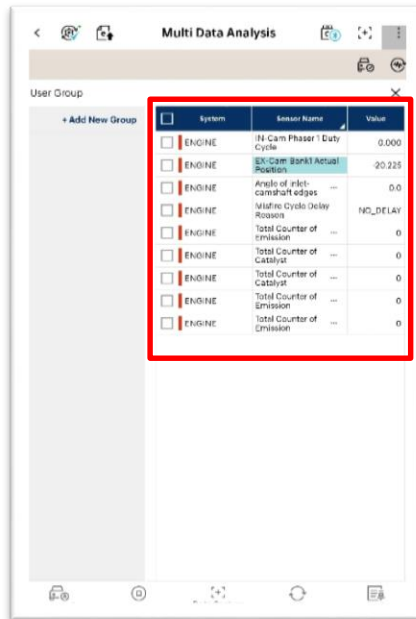 Multi Data Analysis
User Group
+ Add New Group
System Sensor Name Value
ENGINE IN-Cam Phaser 1 Duty Cycle 0.000
ENGINE EX-Cam Bank1 Actual Position -20.225
ENGINE Angle of inlet-camshaft edges ... 0.0
ENGINE Misfire Cycle Delay Reason NO_DELAY
ENGINE Total Counter of Emission ... 0
ENGINE Total Counter of Catalyst ... 0
ENGINE Total Counter of Catalyst ... 0
ENGINE Total Counter of Emission ... 0
ENGINE Total Counter of Emission ... 0